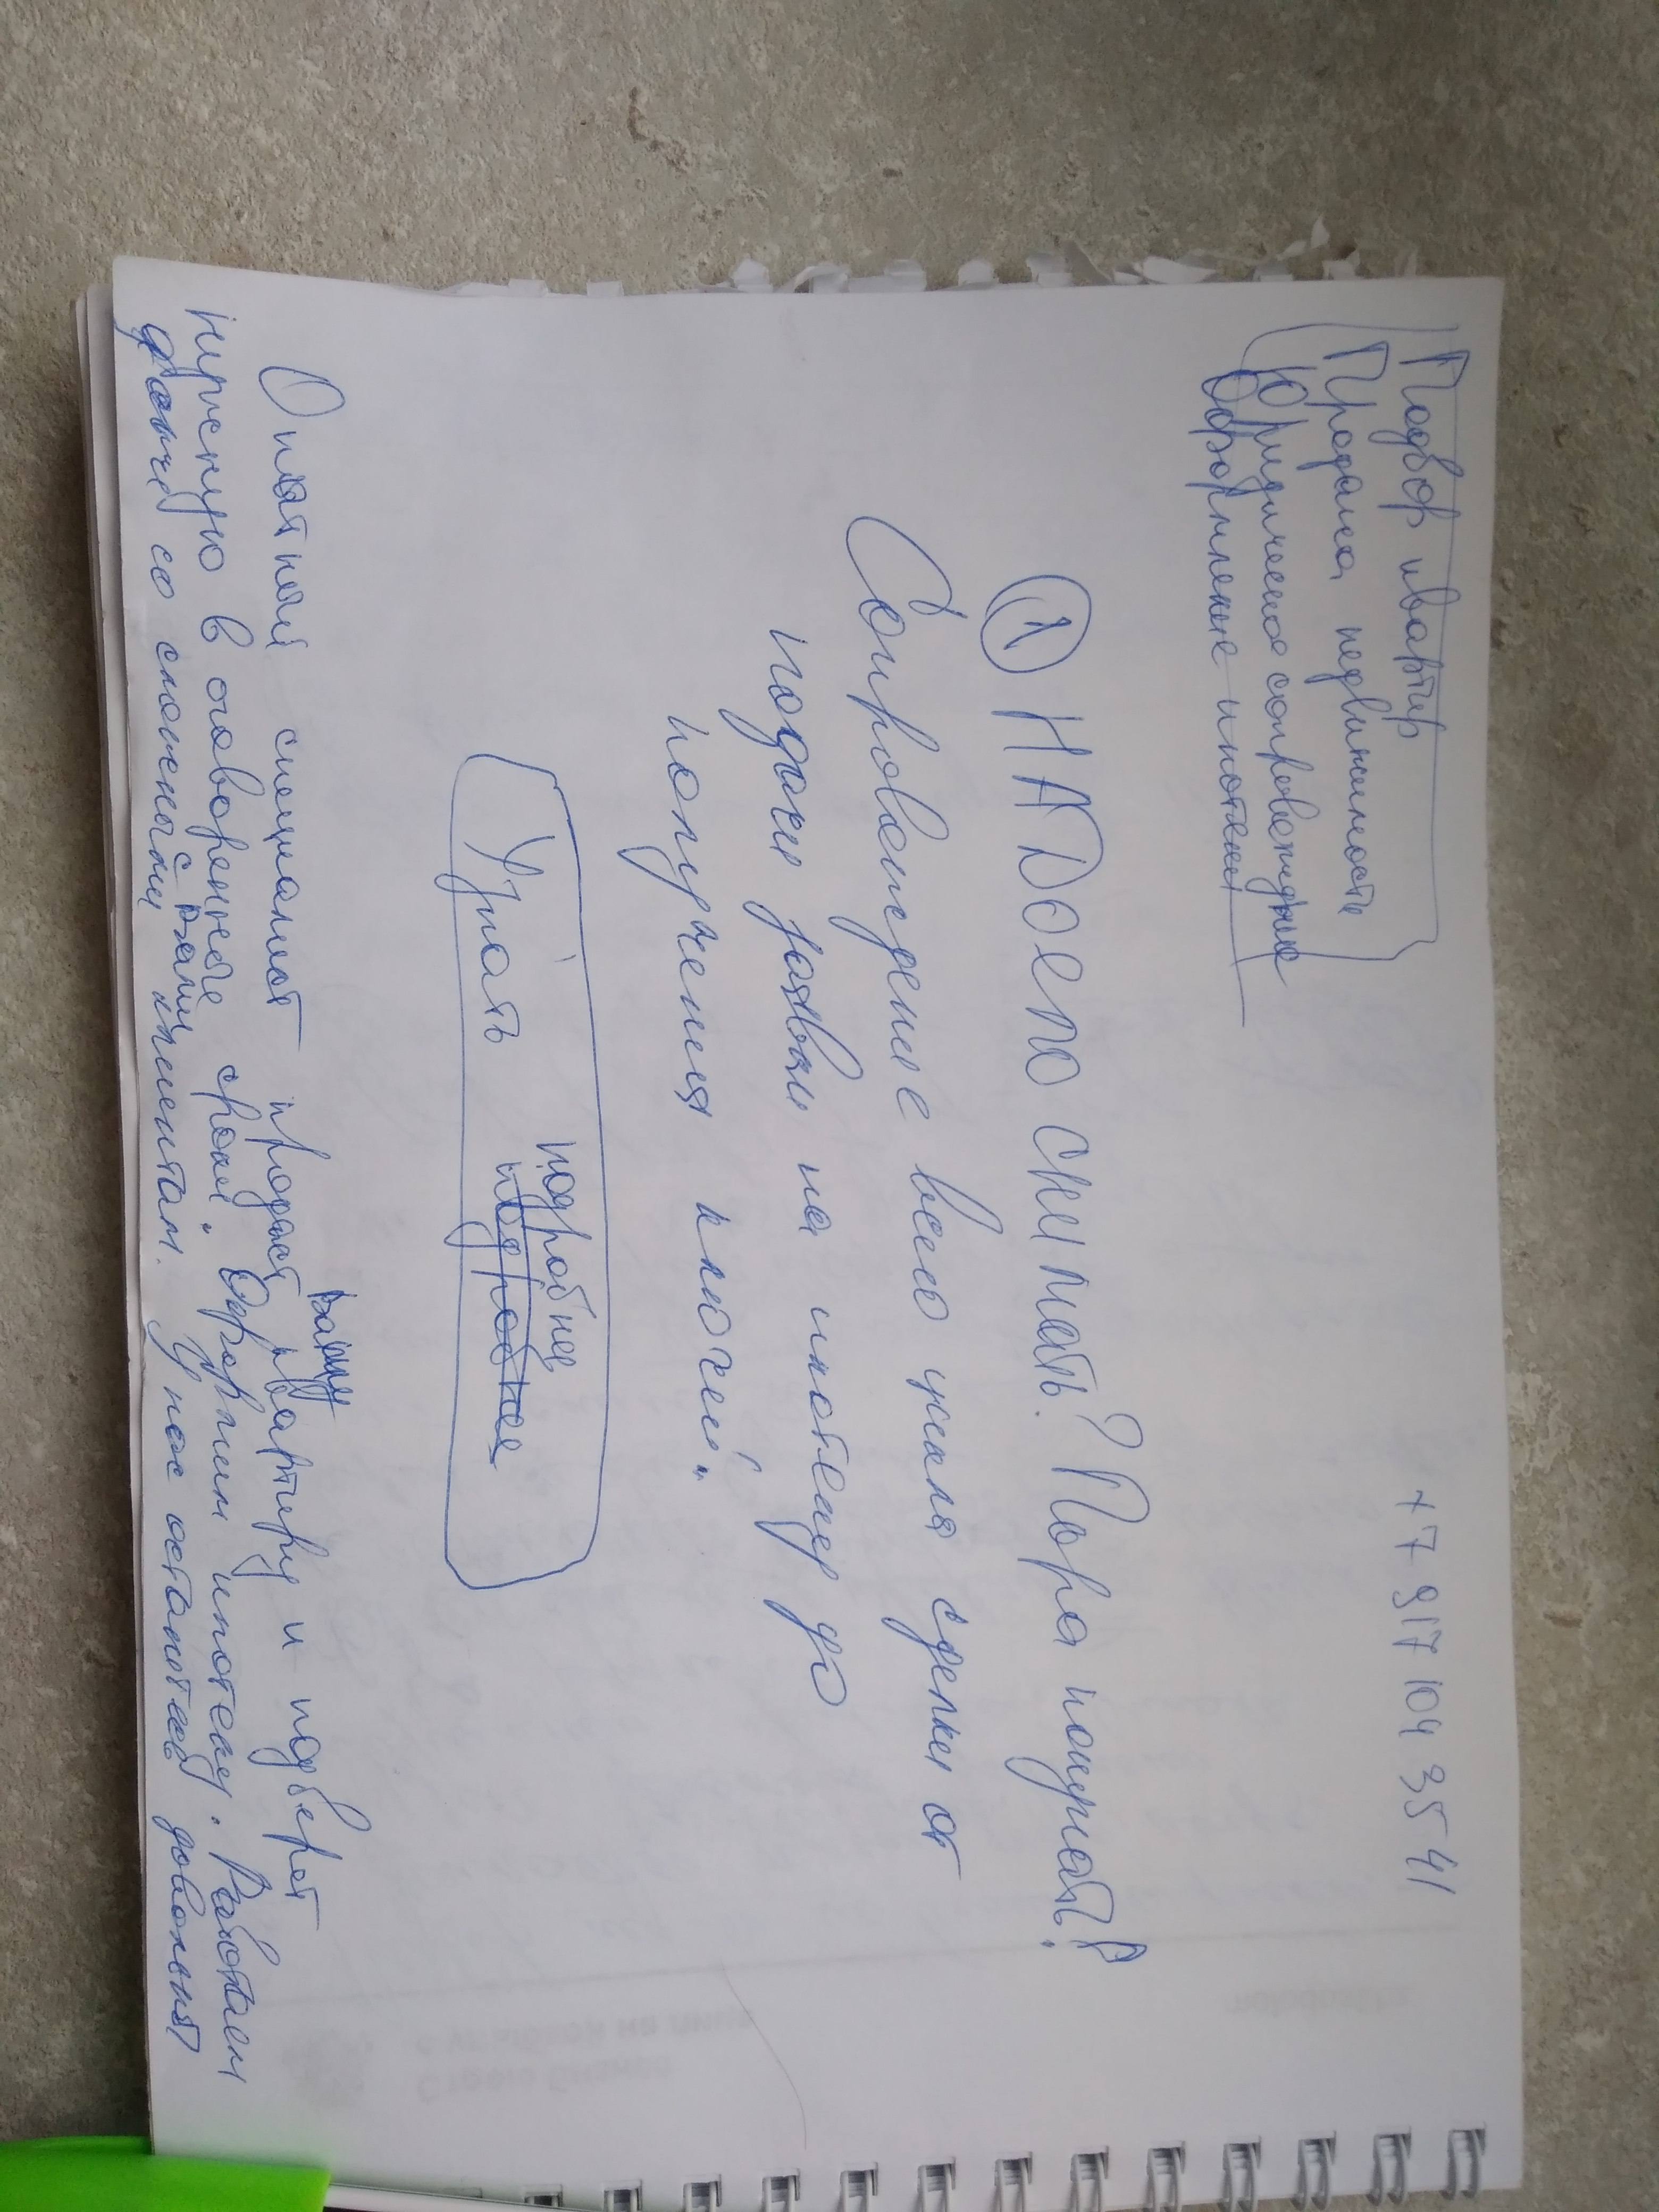 Подбор квартир
+7 917 104 35 41
Продажа недвижимости
Юридическое сопровождение
Оформление ипотеки
1 НАДоело снимать? Пора покупать!
Сопровождение всего цикла сделки от
подачи заявки на ипотеку до
получения ключей.
подробнее
Узнать подробнее
Вашу
Опытный специалист продаст квартиру и подберет
нужную в оговоренные сроки. Оформим ипотеку. Работаем
с Вами
даже со сложными клиентам. У нас останетесь довольны